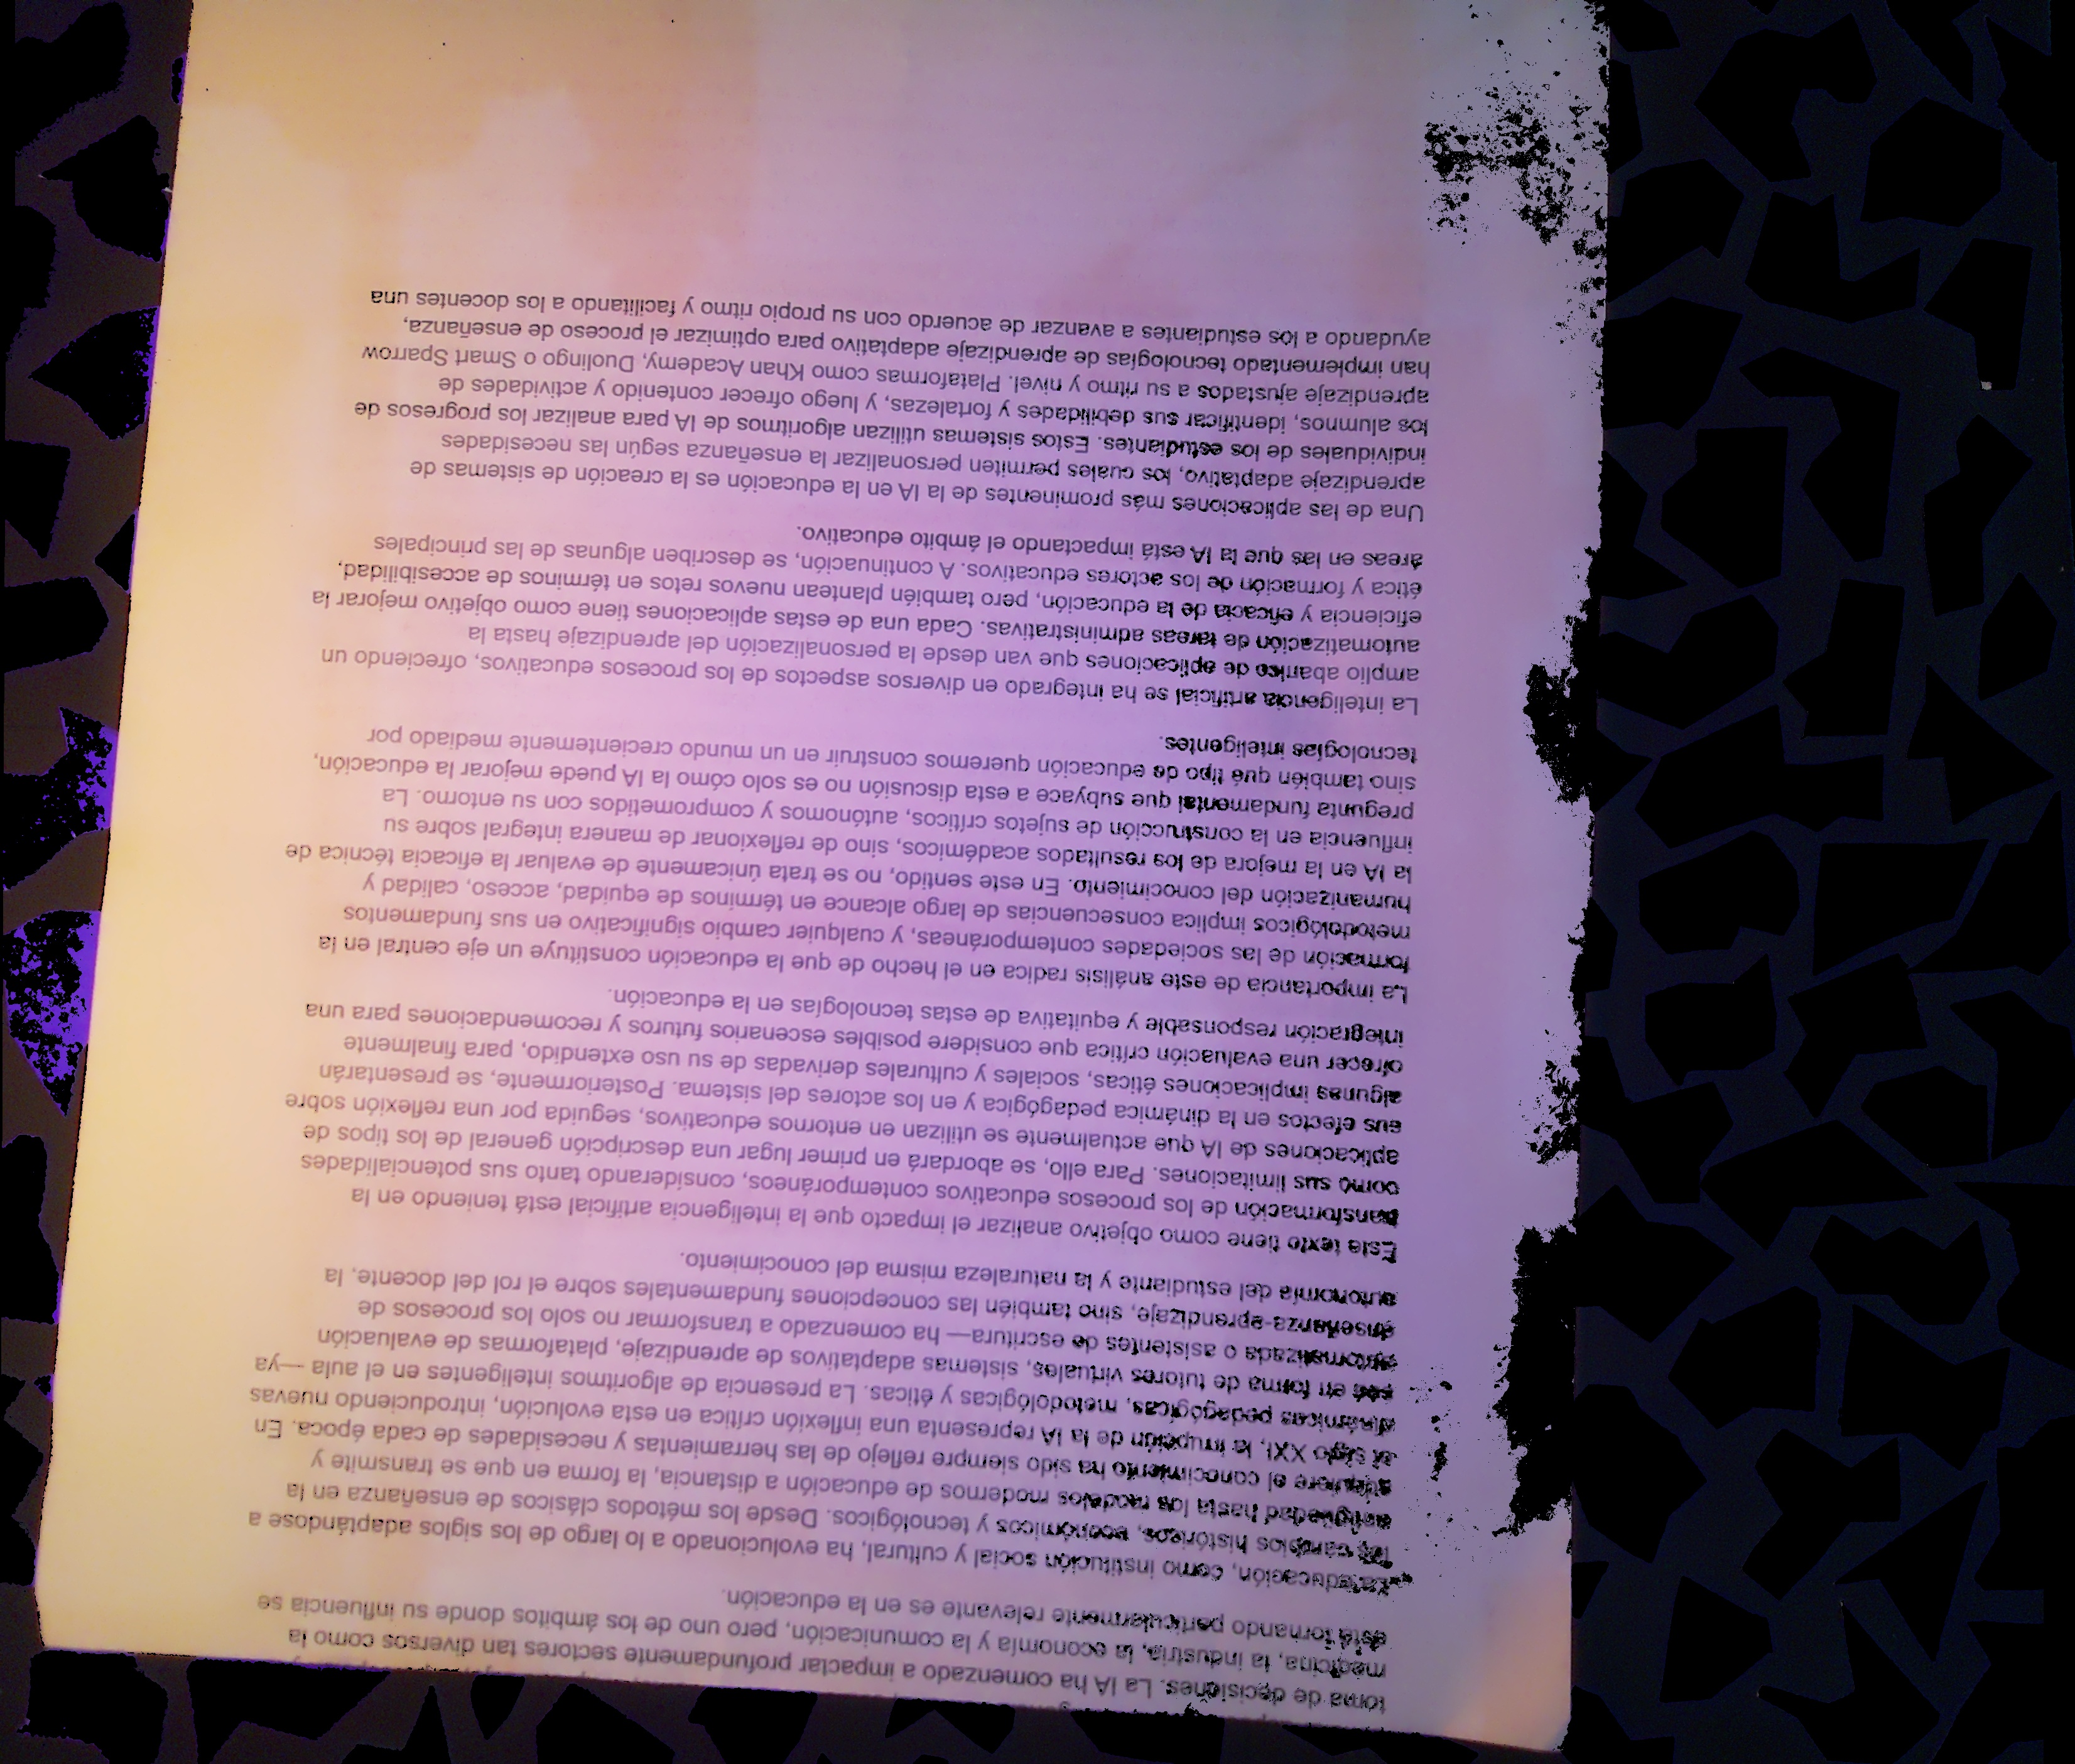 toma de decisiones. La IA ha comenzado a impactar profundamente sectores tan diversos como la
medicina, la industria, la economía y la comunicación, pero uno de los ámbitos donde su influencia se
está tornando particularmente relevante es en la educación.
La educación, como institución social y cultural, ha evolucionado a lo largo de los siglos adaptándose a
los cambios históricos, económicos y tecnológicos. Desde los métodos clásicos de enseñanza en la
antigüedad hasta los modelos modernos de educación a distancia, la forma en que se transmite y
adquiere el conocimiento ha sido siempre reflejo de las herramientas y necesidades de cada época. En
el siglo XXI, la irrupción de la IA representa una inflexión crítica en esta evolución, introduciendo nuevas
dinámicas pedagógicas, metodológicas y éticas. La presencia de algoritmos inteligentes en el aula —ya
sea en forma de tutores virtuales, sistemas adaptativos de aprendizaje, plataformas de evaluación
automatizada o asistentes de escritura— ha comenzado a transformar no solo los procesos de
enseñanza-aprendizaje, sino también las concepciones fundamentales sobre el rol del docente, la
autonomía del estudiante y la naturaleza misma del conocimiento.
Este texto tiene como objetivo analizar el impacto que la inteligencia artificial está teniendo en la
transformación de los procesos educativos contemporáneos, considerando tanto sus potencialidades
como sus limitaciones. Para ello, se abordará en primer lugar una descripción general de los tipos de
aplicaciones de IA que actualmente se utilizan en entornos educativos, seguida por una reflexión sobre
sus efectos en la dinámica pedagógica y en los actores del sistema. Posteriormente, se presentarán
algunas implicaciones éticas, sociales y culturales derivadas de su uso extendido, para finalmente
ofrecer una evaluación crítica que considere posibles escenarios futuros y recomendaciones para una
integración responsable y equitativa de estas tecnologías en la educación.
La importancia de este análisis radica en el hecho de que la educación constituye un eje central en la
formación de las sociedades contemporáneas, y cualquier cambio significativo en sus fundamentos
metodológicos implica consecuencias de largo alcance en términos de equidad, acceso, calidad y
humanización del conocimiento. En este sentido, no se trata únicamente de evaluar la eficacia técnica de
la IA en la mejora de los resultados académicos, sino de reflexionar de manera integral sobre su
influencia en la construcción de sujetos críticos, autónomos y comprometidos con su entorno. La
pregunta fundamental que subyace a esta discusión no es solo cómo la IA puede mejorar la educación,
sino también qué tipo de educación queremos construir en un mundo crecientemente mediado por
tecnologías inteligentes.
La inteligencia artificial se ha integrado en diversos aspectos de los procesos educativos, ofreciendo un
amplio abanico de aplicaciones que van desde la personalización del aprendizaje hasta la
automatización de tareas administrativas. Cada una de estas aplicaciones tiene como objetivo mejorar la
eficiencia y eficacia de la educación, pero también plantean nuevos retos en términos de accesibilidad,
ética y formación de los actores educativos. A continuación, se describen algunas de las principales
áreas en las que la IA está impactando el ámbito educativo.
Una de las aplicaciones más prominentes de la IA en la educación es la creación de sistemas de
aprendizaje adaptativo, los cuales permiten personalizar la enseñanza según las necesidades
individuales de los estudiantes. Estos sistemas utilizan algoritmos de IA para analizar los progresos de
los alumnos, identificar sus debilidades y fortalezas, y luego ofrecer contenido y actividades de
aprendizaje ajustados a su ritmo y nivel. Plataformas como Khan Academy, Duolingo o Smart Sparrow
han implementado tecnologías de aprendizaje adaptativo para optimizar el proceso de enseñanza,
ayudando a los estudiantes a avanzar de acuerdo con su propio ritmo y facilitando a los docentes una